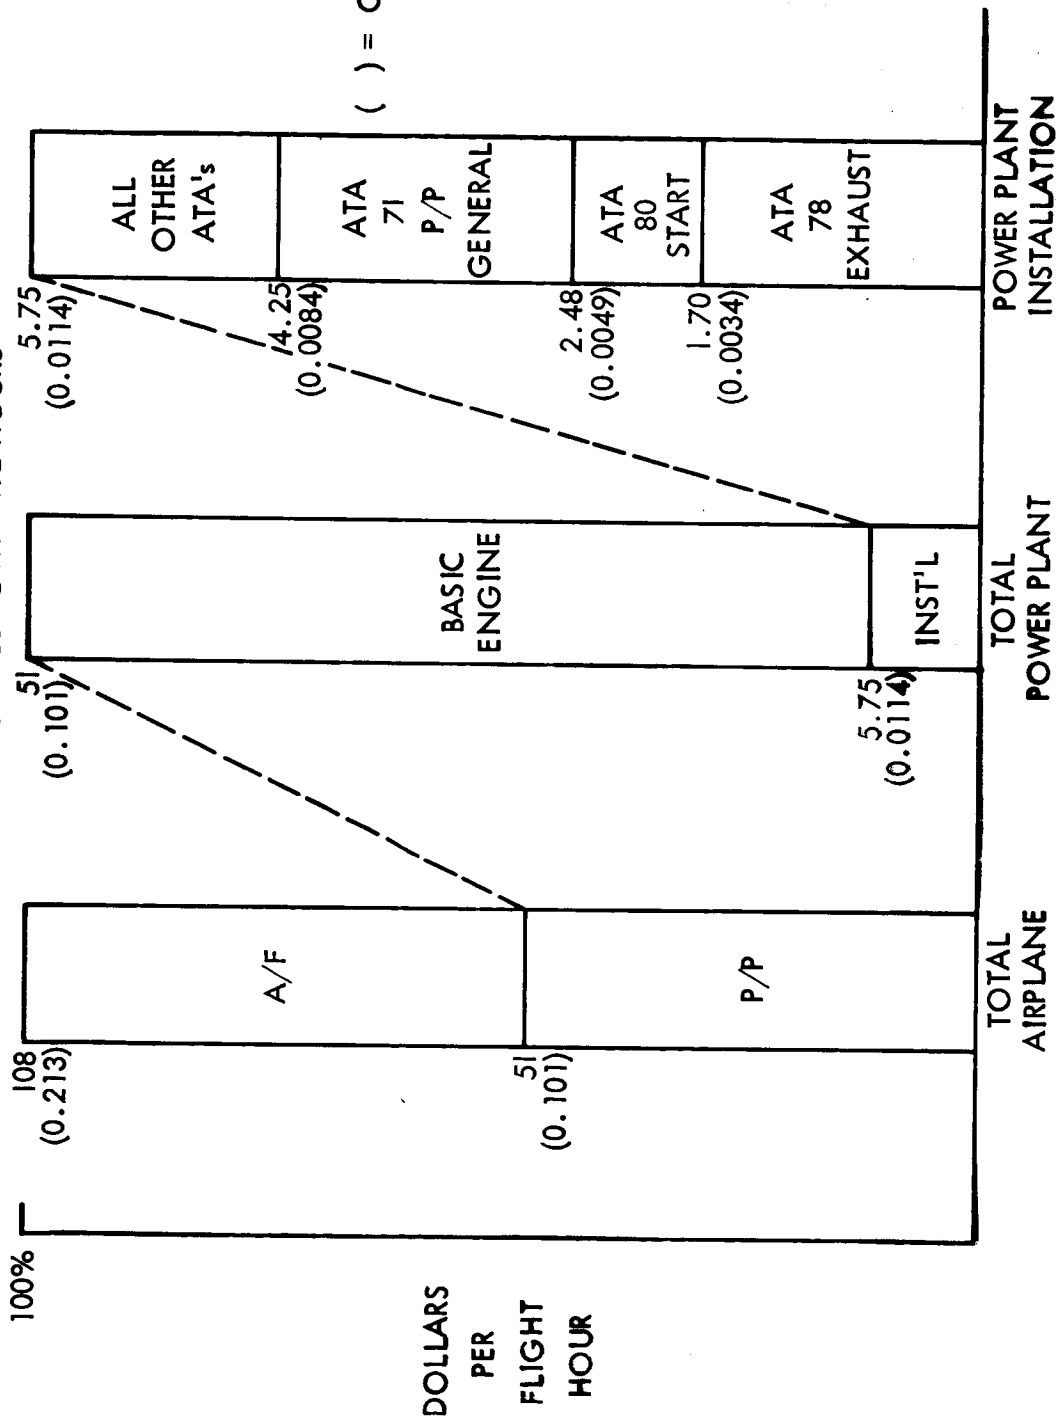 100%
DOLLARS
PER
FLIGHT
HOUR
108
(0.213)
A/F
51
(0.101)
P/P
TOTAL
AIRPLANE
51
(0.101)
BASIC
ENGINE
5.75
(0.0114)
INST'L
TOTAL
POWER PLANT
5.75
(0.0114)
ALL
OTHER
ATA's
4.25
(0.0084)
ATA
71
P/P
GENERAL
2.48
(0.0049)
ATA
80
START
1.70
(0.0034)
ATA
78
EXHAUST
POWER PLANT
INSTALLATION
( ) =